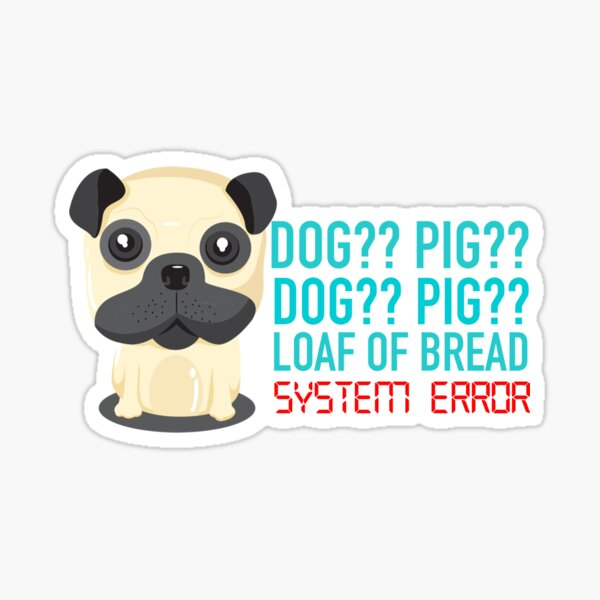 DOG?? PIG??
DOG?? PIG??
LOAF OF BREAD
SYSTEM ERROR